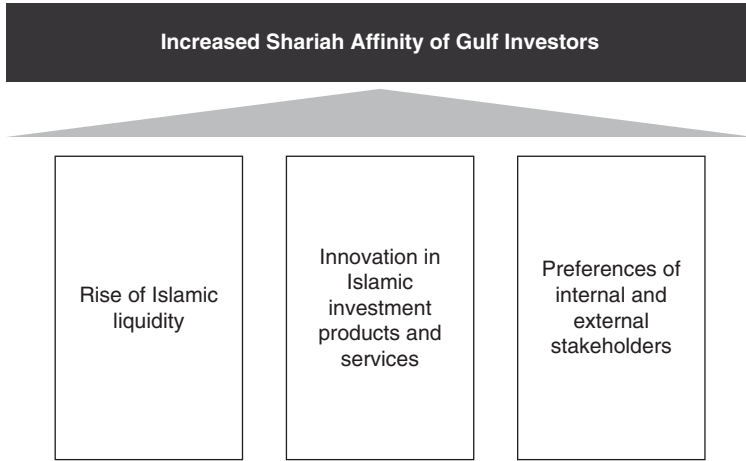 Increased Shariah Affinity of Gulf Investors
Rise of Islamic
liquidity
Innovation in
Islamic
investment
products and
services
Preferences of
internal and
external
stakeholders